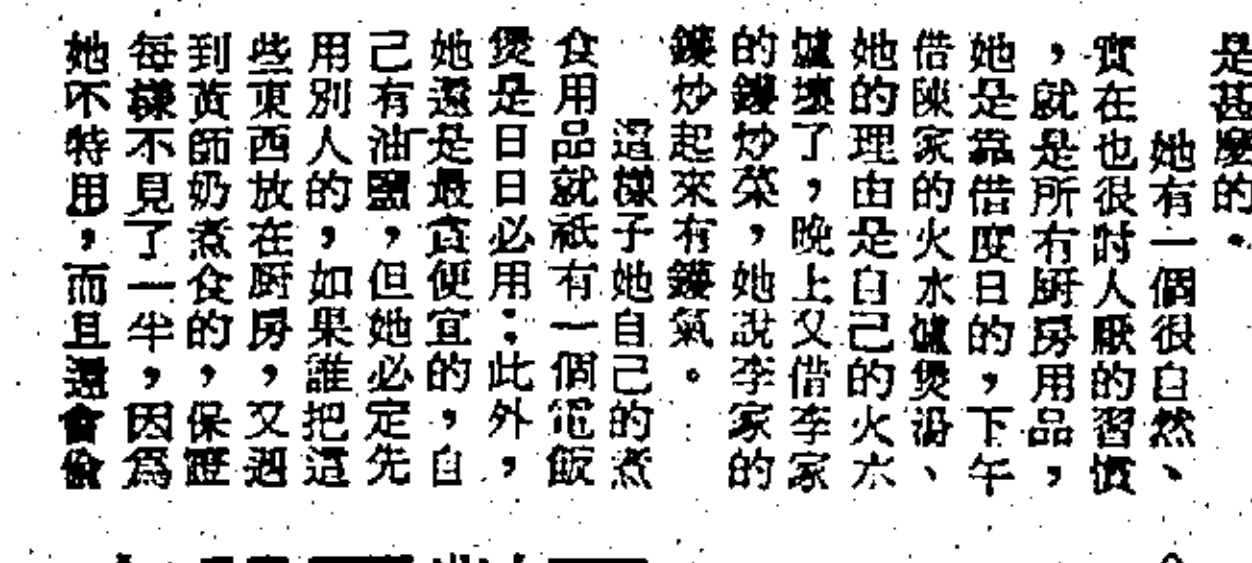 是甚麼的。
她有一個很自然、
實在也很討人厭的習慣
，就是所有厨房用品，
她是靠借度日的，下午
借陳家的火水爐煲湯、
她的理由是自己的火水
爐壞了，晚上又借李家
的鑊炒菜，她說李家的
鑊炒起來有鑊氣。
這樣子她自己的煮
食用品就祇有一個電飯
煲是日日必用：此外，
她還是最貪便宜的，自
己有油鹽，但她必定先
用別人的，如果誰把這
些東西放在厨房，又遇
到黃師奶煮食的，保證
每樣不見了一半，因爲
她不特用，而且還會偷